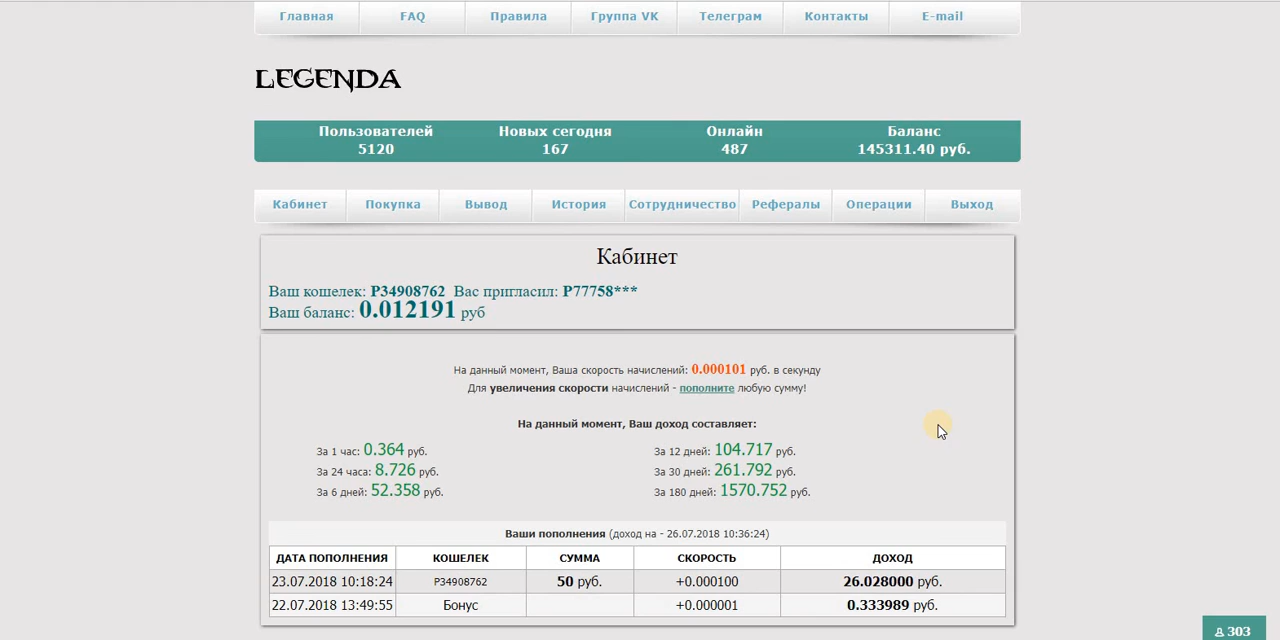 Главная FAQ Правила Группа VK Телеграм Контакты E-mail
LEGENDA
Пользователей Новых сегодня Онлайн Баланс
5120 167 487 145311.40 руб.
Кабинет Покупка Вывод История Сотрудничество Рефералы Операции Выход
Кабинет
Ваш кошелек: P34908762 Вас пригласил: P77758***
Ваш баланс: 0.012191 руб
На данный момент, Ваша скорость начислений: 0.000101 руб. в секунду
Для увеличения скорости начислений - пополните любую сумму!
На данный момент, Ваш доход составляет:
За 1 час: 0.364 руб. За 12 дней: 104.717 руб.
За 24 часа: 8.726 руб. За 30 дней: 261.792 руб.
За 6 дней: 52.358 руб. За 180 дней: 1570.752 руб.
Ваши пополнения (доход на - 26.07.2018 10:36:24)
ДАТА ПОПОЛНЕНИЯ КОШЕЛЕК СУММА СКОРОСТЬ ДОХОД
23.07.2018 10:18:24 P34908762 50 руб. +0.000100 26.028000 руб.
22.07.2018 13:49:55 Бонус +0.000001 0.333989 руб.
303